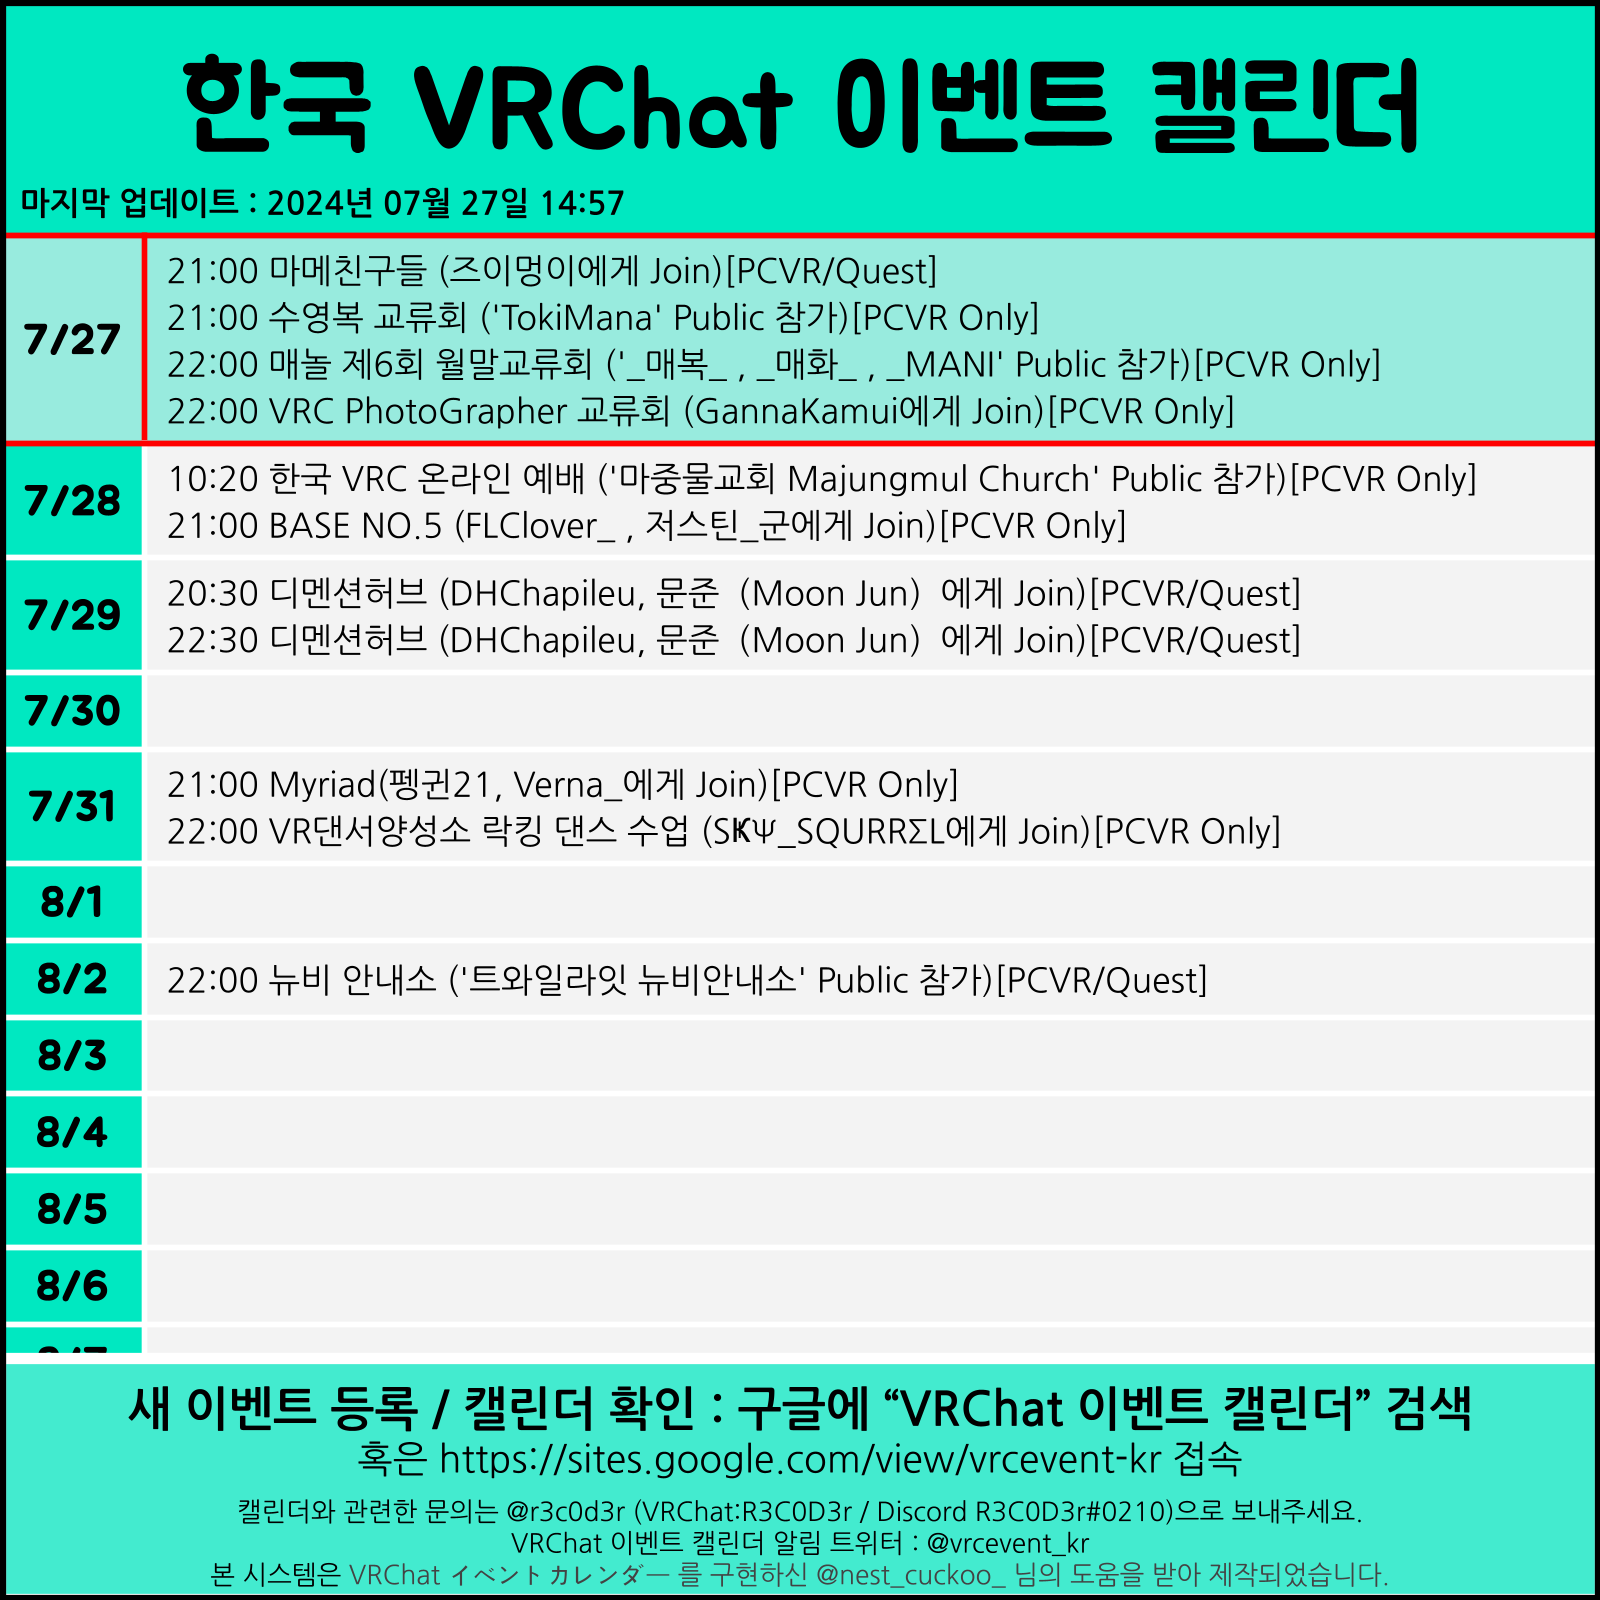 한국 VRChat 이벤트 캘린더
마지막 업데이트 : 2024년 07월 27일 14:57
7/27
21:00 마메친구들 (즈이멍이에게 Join)[PCVR/Quest]
21:00 수영복 교류회 ('TokiMana' Public 참가)[PCVR Only]
22:00 매놀 제6회 월말교류회 ('_매복_ , _매화_ , _MANI' Public 참가)[PCVR Only]
22:00 VRC PhotoGrapher 교류회 (GannaKamui에게 Join)[PCVR Only]
7/28
10:20 한국 VRC 온라인 예배 ('마중물교회 Majungmul Church' Public 참가)[PCVR Only]
21:00 BASE NO.5 (FLClover_ , 저스틴_군에게 Join)[PCVR Only]
7/29
20:30 디멘션허브 (DHChapileu, 문준（Moon Jun）에게 Join)[PCVR/Quest]
22:30 디멘션허브 (DHChapileu, 문준（Moon Jun）에게 Join)[PCVR/Quest]
7/30
7/31
21:00 Myriad(펭귄21, Verna_에게 Join)[PCVR Only]
22:00 VR댄서양성소 락킹 댄스 수업 (SҜΨ_SQURRΣL에게 Join)[PCVR Only]
8/1
8/2
22:00 뉴비 안내소 ('트와일라잇 뉴비안내소' Public 참가)[PCVR/Quest]
8/3
8/4
8/5
8/6
새 이벤트 등록 / 캘린더 확인 : 구글에 “VRChat 이벤트 캘린더” 검색
혹은 https://sites.google.com/view/vrcevent-kr 접속
캘린더와 관련한 문의는 @r3c0d3r (VRChat:R3C0D3r / Discord R3C0D3r#0210)으로 보내주세요.
VRChat 이벤트 캘린더 알림 트위터 : @vrcevent_kr
본 시스템은 VRChat イベントカレンダー 를 구현하신 @nest_cuckoo_ 님의 도움을 받아 제작되었습니다.